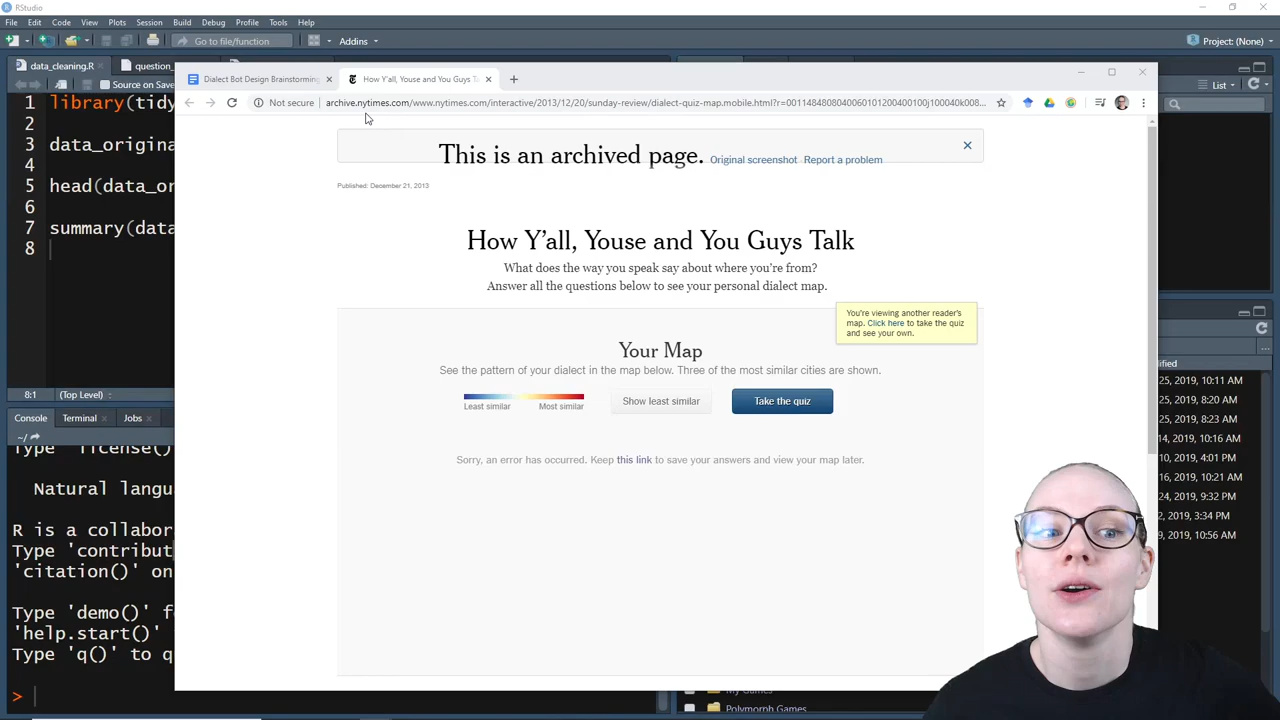 RStudio
File Edit Code View Plots Session Build Debug Profile Tools Help
Go to file/function
Addins
Project: (None)
data_cleaning.R
question_
Source on Save
List
1 library(tidy
2
3 data_origina
4
5 head(data_or
6
7 summary(data
8
8:1 (Top Level)
Console Terminal Jobs
~/
Type 'license()'
Natural langua
R is a collabor
Type 'contribut
'citation()' on
Type 'demo()' f
'help.start()'
Type 'q()' to q
>
Dialect Bot Design Brainstorming
How Y'all, Youse and You Guys Ta
Not secure archive.nytimes.com/www.nytimes.com/interactive/2013/12/20/sunday-review/dialect-quiz-map.mobile.html?r=0011484808040060101200400100j100040k008...
This is an archived page. Original screenshot Report a problem
Published: December 21, 2013
How Y'all, Youse and You Guys Talk
What does the way you speak say about where you're from?
Answer all the questions below to see your personal dialect map.
You're viewing another reader's
map. Click here to take the quiz
and see your own.
Your Map
See the pattern of your dialect in the map below. Three of the most similar cities are shown.
Least similar Most similar
Show least similar
Take the quiz
Sorry, an error has occurred. Keep this link to save your answers and view your map later.
ified
25, 2019, 10:11 AM
25, 2019, 8:20 AM
25, 2019, 8:23 AM
14, 2019, 10:16 AM
10, 2019, 4:01 PM
16, 2019, 10:21 AM
24, 2019, 9:32 PM
2, 2019, 3:34 PM
30, 2019, 10:56 AM
My Games
Polymorph Games